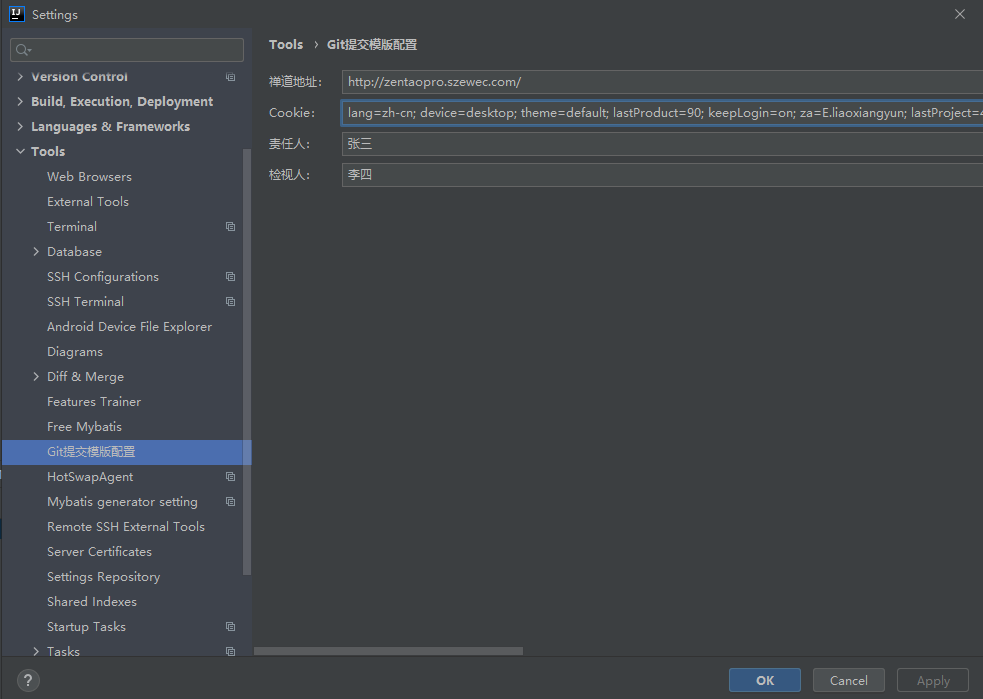 Settings
Tools › Git提交模版配置
Version Control
Build, Execution, Deployment
Languages & Frameworks
Tools
Web Browsers
External Tools
Terminal
Database
SSH Configurations
SSH Terminal
Android Device File Explorer
Diagrams
Diff & Merge
Features Trainer
Free Mybatis
Git提交模版配置
HotSwapAgent
Mybatis generator setting
Remote SSH External Tools
Server Certificates
Settings Repository
Shared Indexes
Startup Tasks
Tasks
禅道地址: http://zentaopro.szewec.com/
Cookie: lang=zh-cn; device=desktop; theme=default; lastProduct=90; keepLogin=on; za=E.liaoxiangyun; lastProject=4
责任人: 张三
检视人: 李四
?
OK Cancel Apply